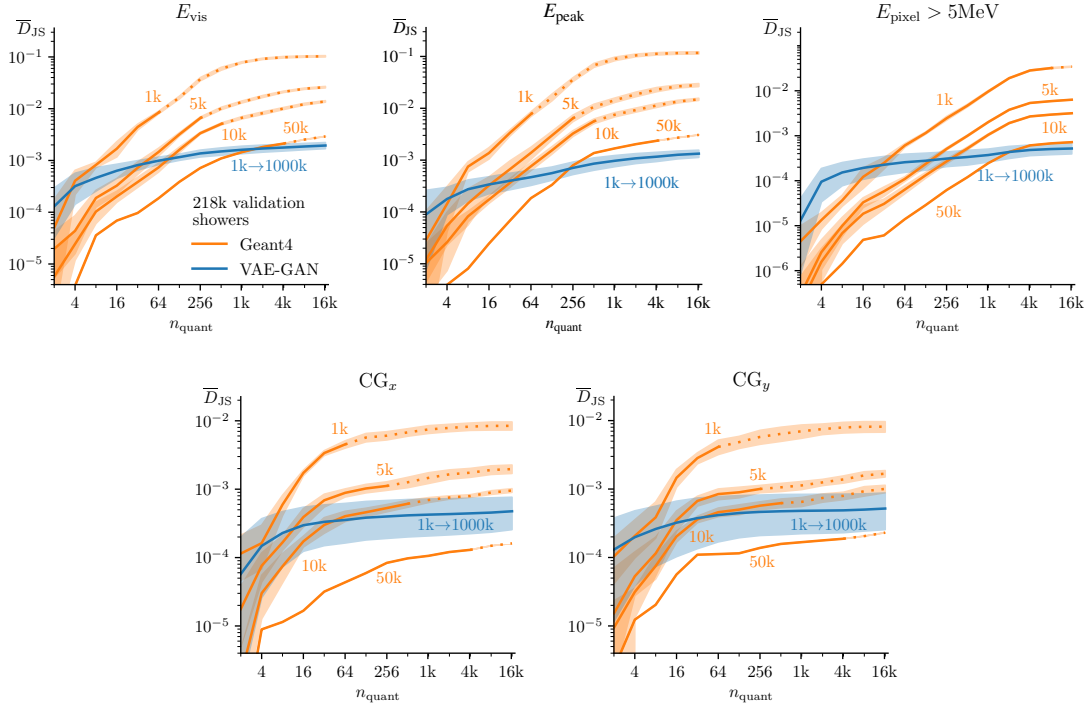 E_vis
D̅_JS
10⁻¹
10⁻²
10⁻³
10⁻⁴
10⁻⁵
1k
5k
10k
50k
1k→1000k
218k validation
showers
Geant4
VAE-GAN
4 16 64 256 1k 4k 16k
n_quant
E_peak
D̅_JS
10⁻¹
10⁻²
10⁻³
10⁻⁴
10⁻⁵
1k
5k
10k
50k
1k→1000k
4 16 64 256 1k 4k 16k
n_quant
E_pixel > 5MeV
D̅_JS
10⁻¹
10⁻²
10⁻³
10⁻⁴
10⁻⁵
10⁻⁶
1k
5k
10k
1k→1000k
50k
4 16 64 256 1k 4k 16k
n_quant
CG_x
D̅_JS
10⁻²
10⁻³
10⁻⁴
10⁻⁵
1k
5k
1k→1000k
10k
50k
4 16 64 256 1k 4k 16k
n_quant
CG_y
D̅_JS
10⁻²
10⁻³
10⁻⁴
10⁻⁵
1k
5k
1k→1000k
10k
50k
4 16 64 256 1k 4k 16k
n_quant